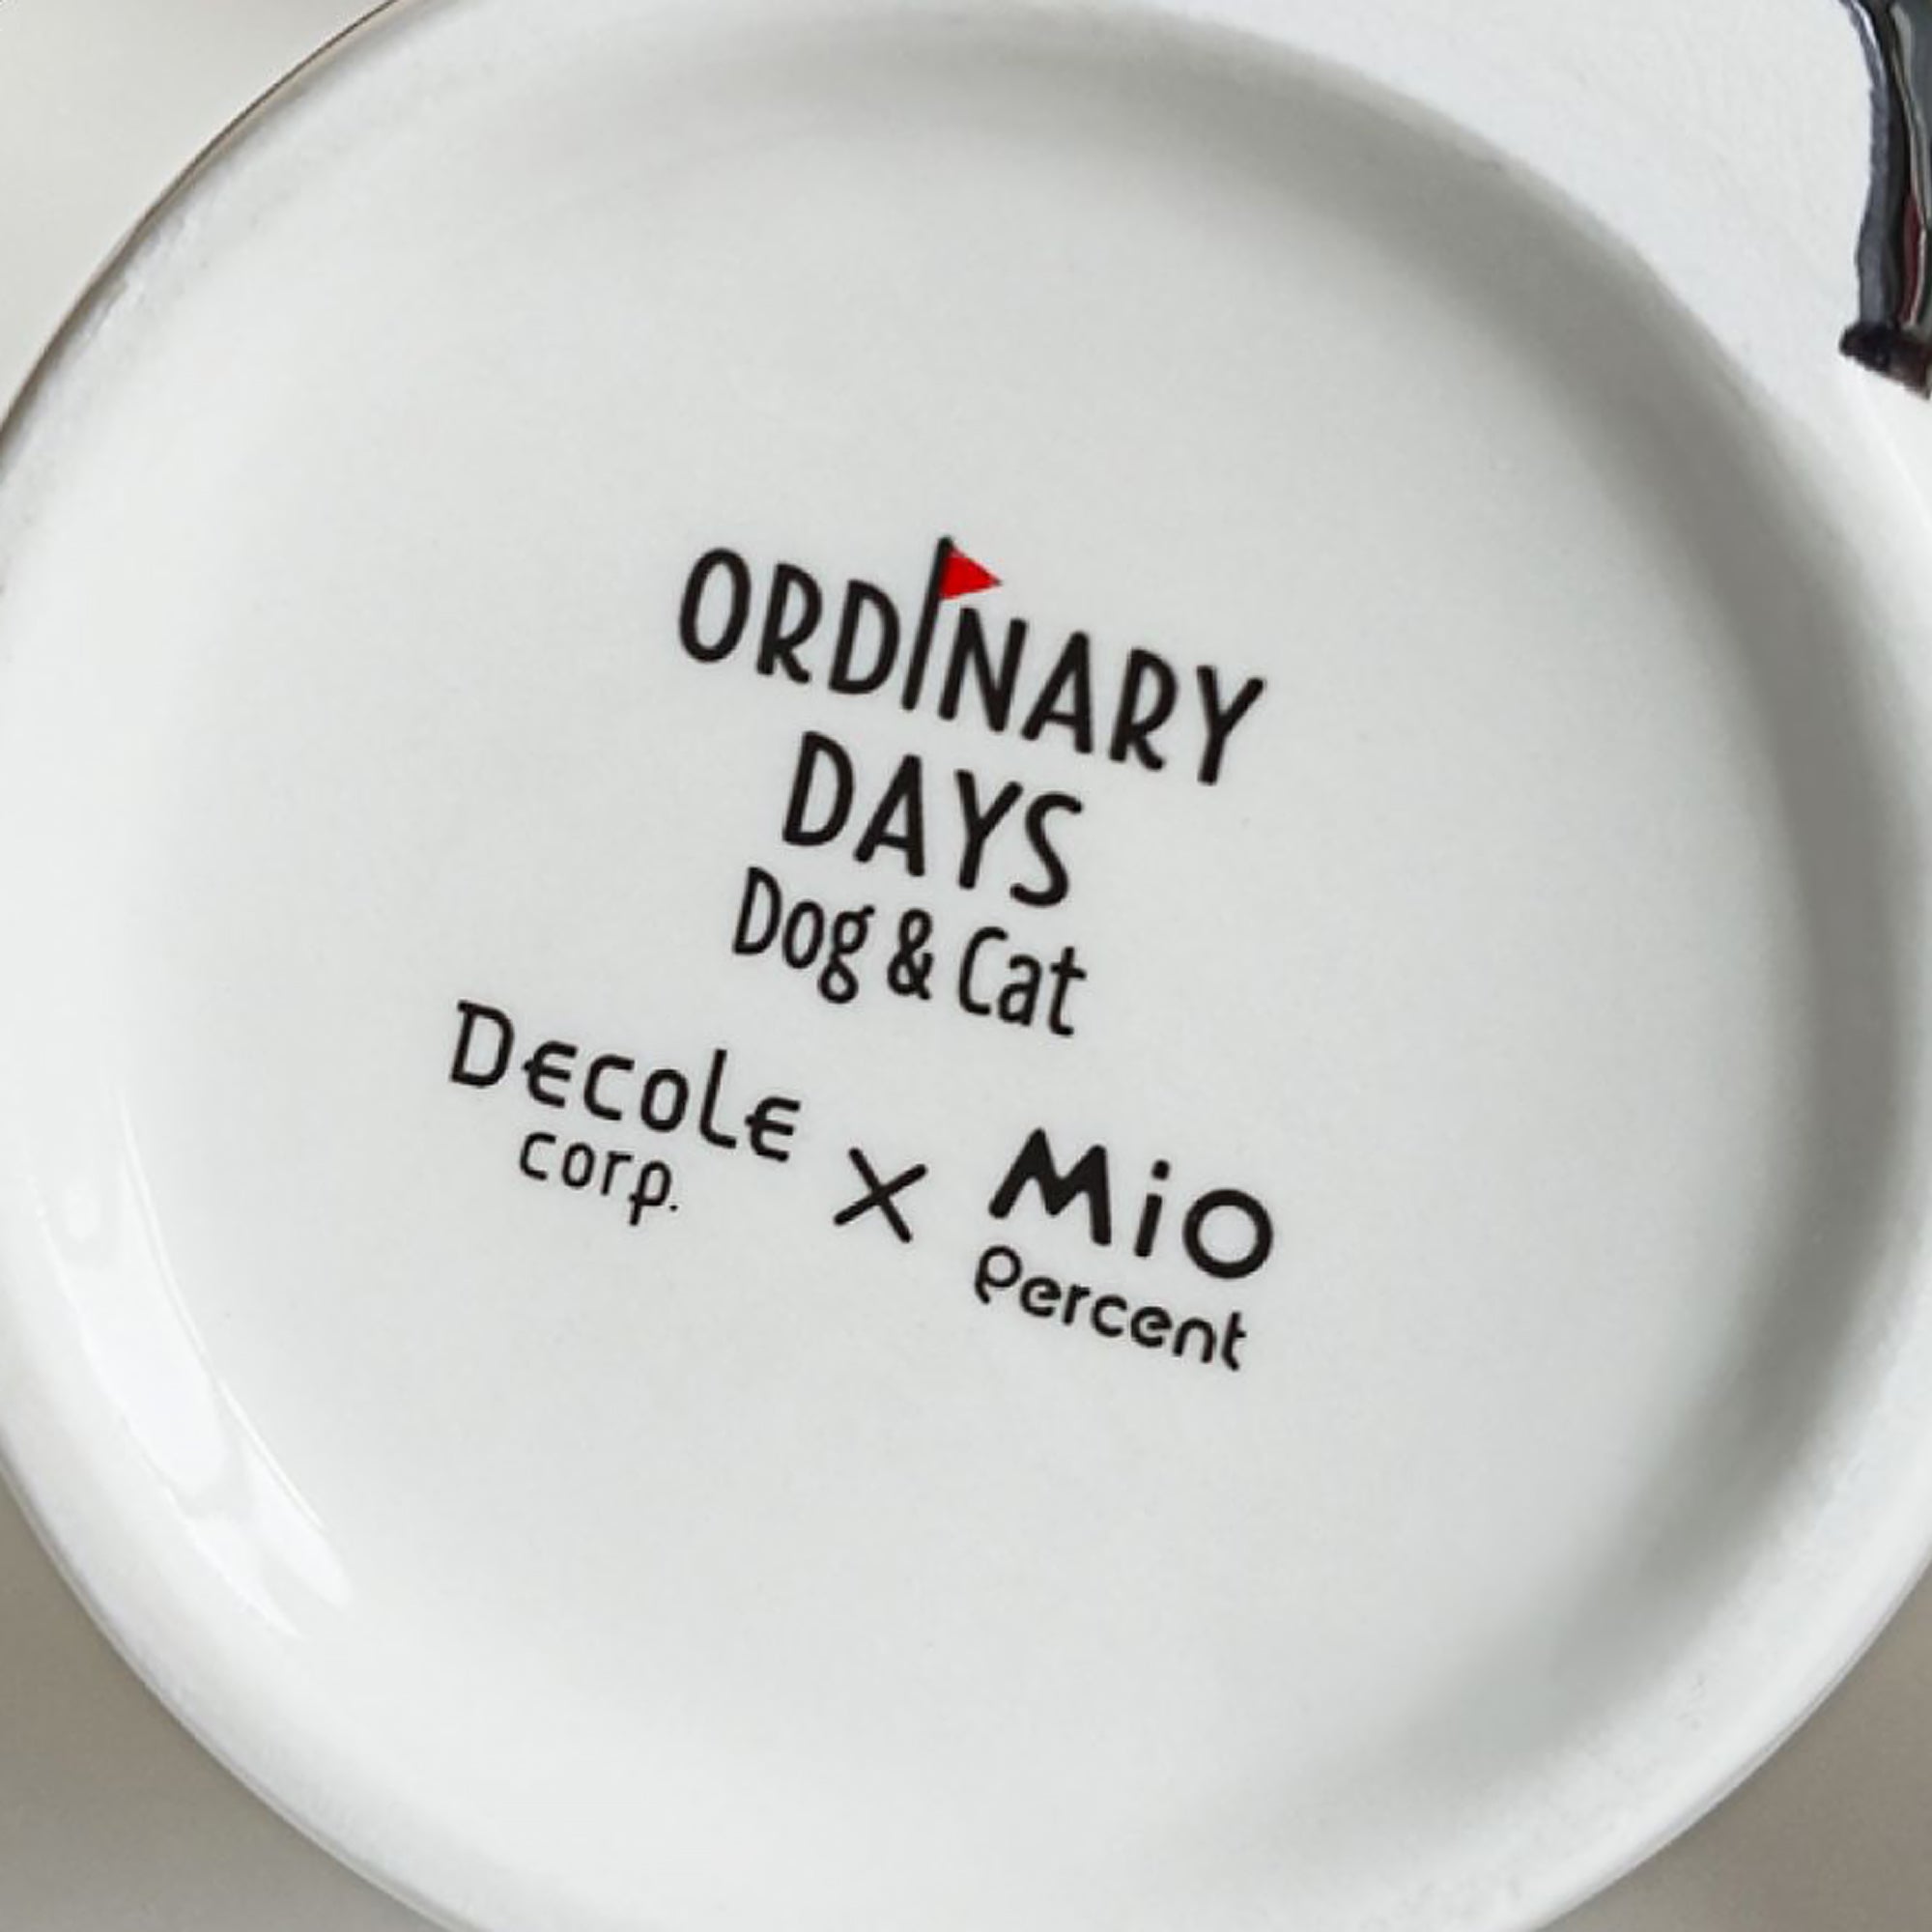 ORDINARY
DAYS
Dog & Cat
Decole
corp.
×
Mio
Percent